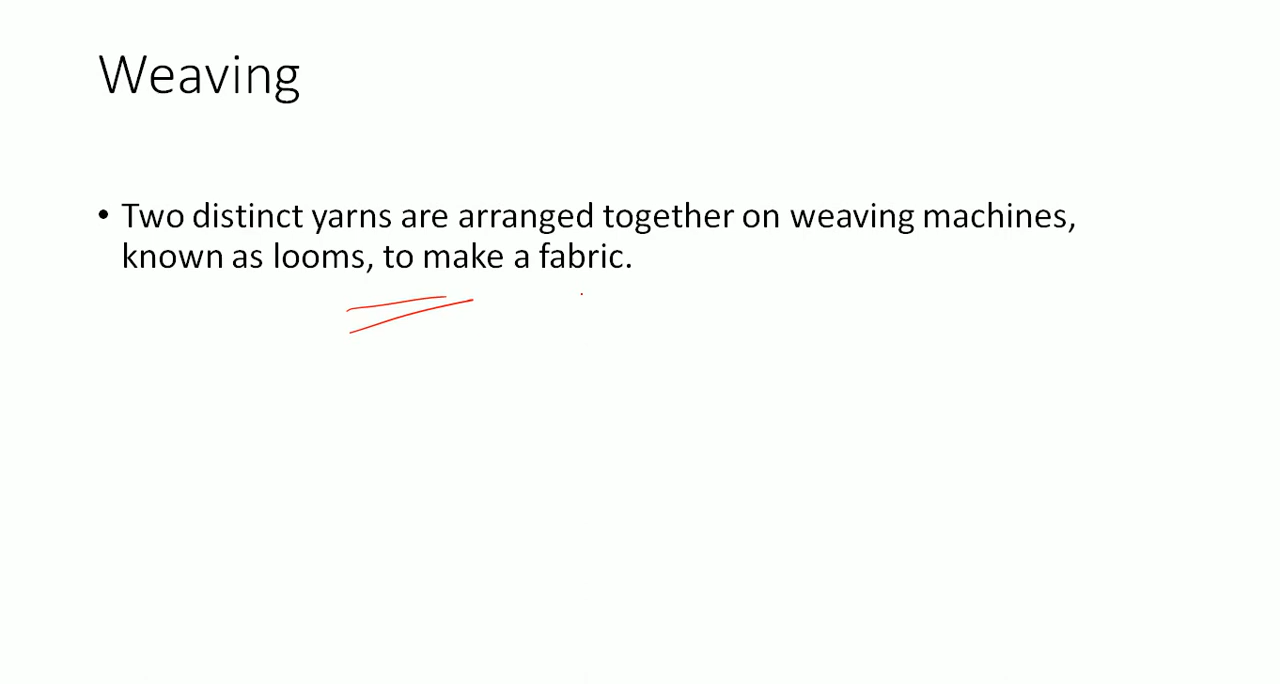 Weaving
• Two distinct yarns are arranged together on weaving machines,
known as looms, to make a fabric.